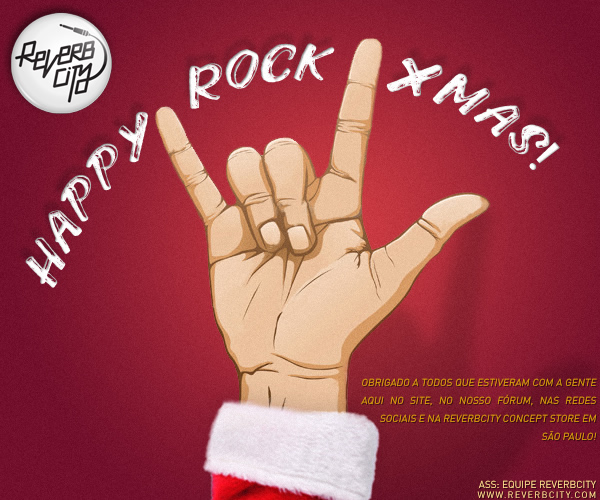 REVERB
CITY
HAPPY ROCK XMAS!
OBRIGADO A TODOS QUE ESTIVERAM COM A GENTE
AQUI NO SITE, NO NOSSO FÓRUM, NAS REDES
SOCIAIS E NA REVERBCITY CONCEPT STORE EM
SÃO PAULO!
ASS: EQUIPE REVERBCITY
WWW.REVERBCITY.COM